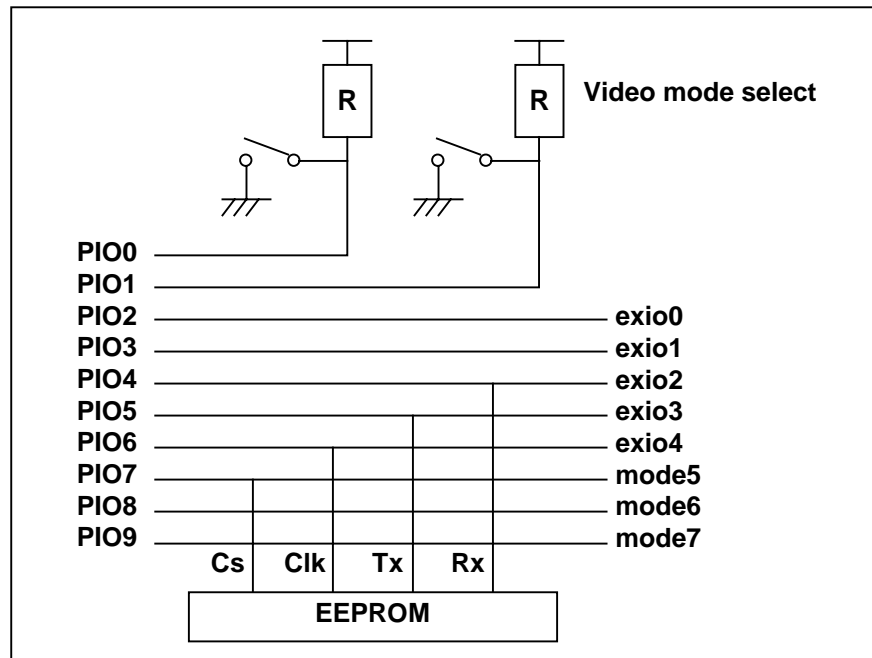 R R Video mode select
PIO0
PIO1
PIO2 exio0
PIO3 exio1
PIO4 exio2
PIO5 exio3
PIO6 exio4
PIO7 mode5
PIO8 mode6
PIO9 mode7
Cs Clk Tx Rx
EEPROM